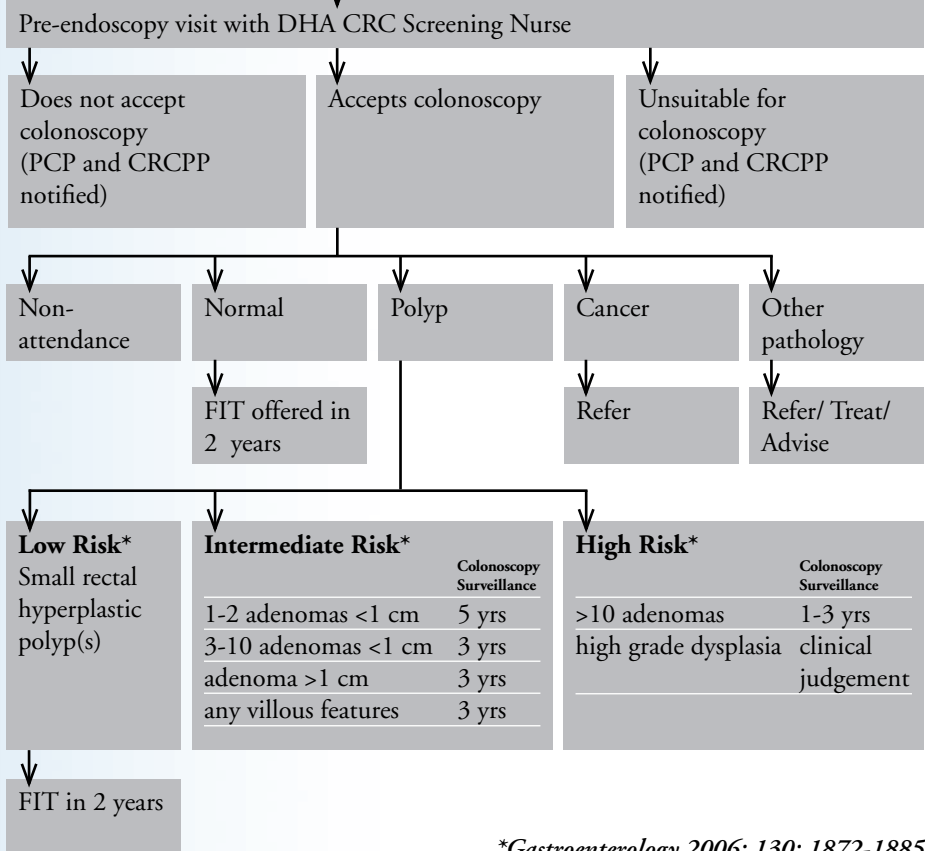 Pre-endoscopy visit with DHA CRC Screening Nurse
Does not accept
colonoscopy
(PCP and CRCPP
notified)
Accepts colonoscopy
Unsuitable for
colonoscopy
(PCP and CRCPP
notified)
Non-
attendance
Normal
Polyp
Cancer
Other
pathology
FIT offered in
2 years
Refer
Refer/ Treat/
Advise
Low Risk*
Small rectal
hyperplastic
polyp(s)
Intermediate Risk*
Colonoscopy
Surveillance
1-2 adenomas <1 cm 5 yrs
3-10 adenomas <1 cm 3 yrs
adenoma >1 cm 3 yrs
any villous features 3 yrs
High Risk*
Colonoscopy
Surveillance
>10 adenomas 1-3 yrs
high grade dysplasia clinical
judgement
FIT in 2 years
*Gastroenterology 2006; 130: 1872-1885